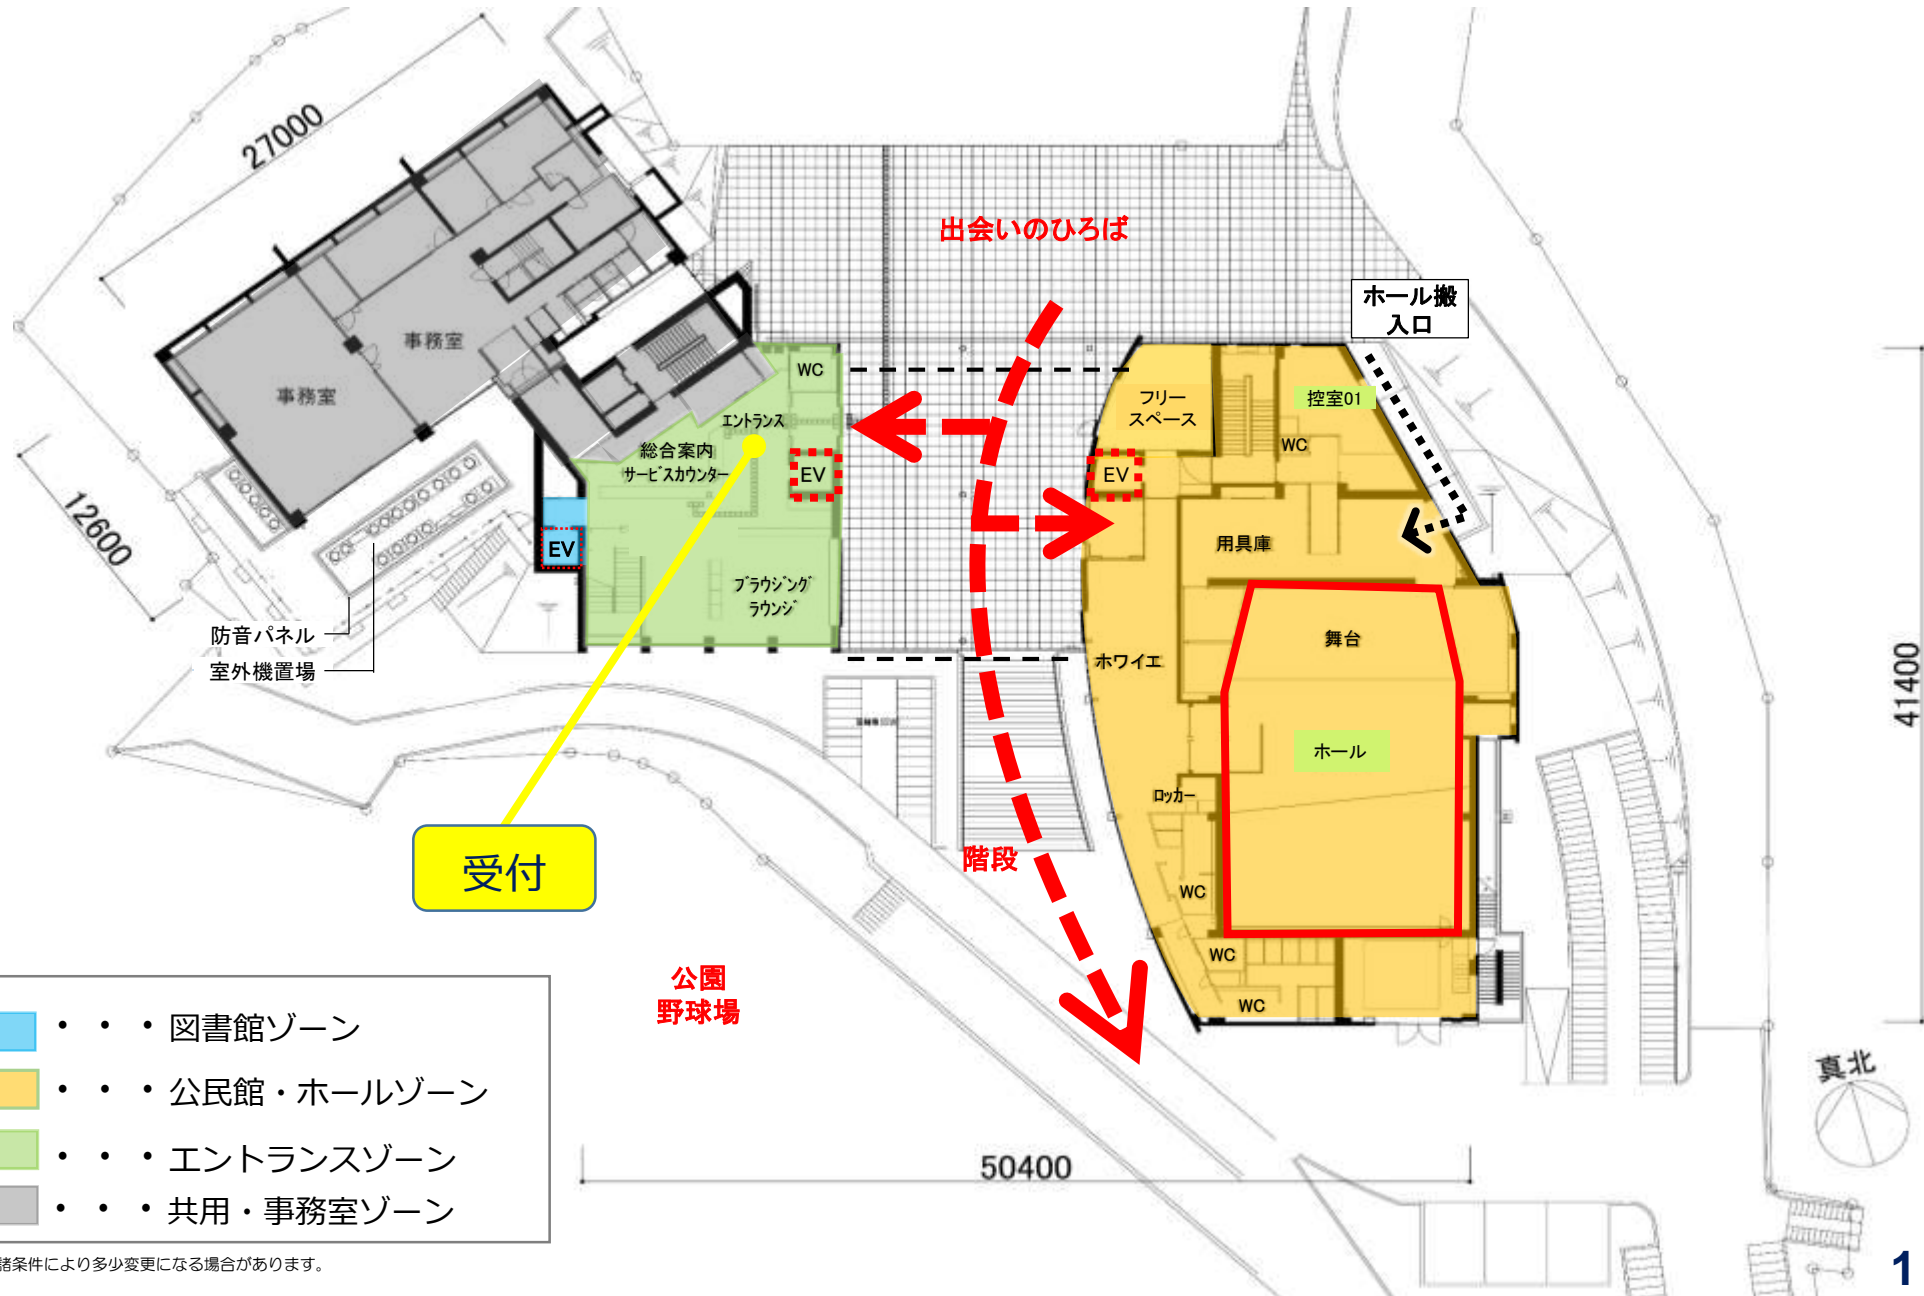 27000
出会いのひろば
ホール搬
入口
事務室
事務室
WC
エントランス
総合案内
サービスカウンター
EV
EV
ブラウジング
ラウンジ
フリー
スペース
控室01
WC
EV
用具庫
舞台
ホワイエ
ホール
ロッカー
WC
WC
WC
12600
防音パネル
室外機置場
41400
階段
受付
公園
野球場
・・・図書館ゾーン
・・・公民館・ホールゾーン
・・・エントランスゾーン
・・・共用・事務室ゾーン
50400
真北
諸条件により多少変更になる場合があります。
1